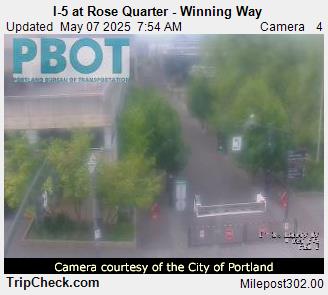 I-5 at Rose Quarter - Winning Way
Updated May 07 2025 7:54 AM Camera 4
PBOT
PORTLAND BUREAU OF TRANSPORTATION
Camera courtesy of the City of Portland
TripCheck.com Milepost302.00